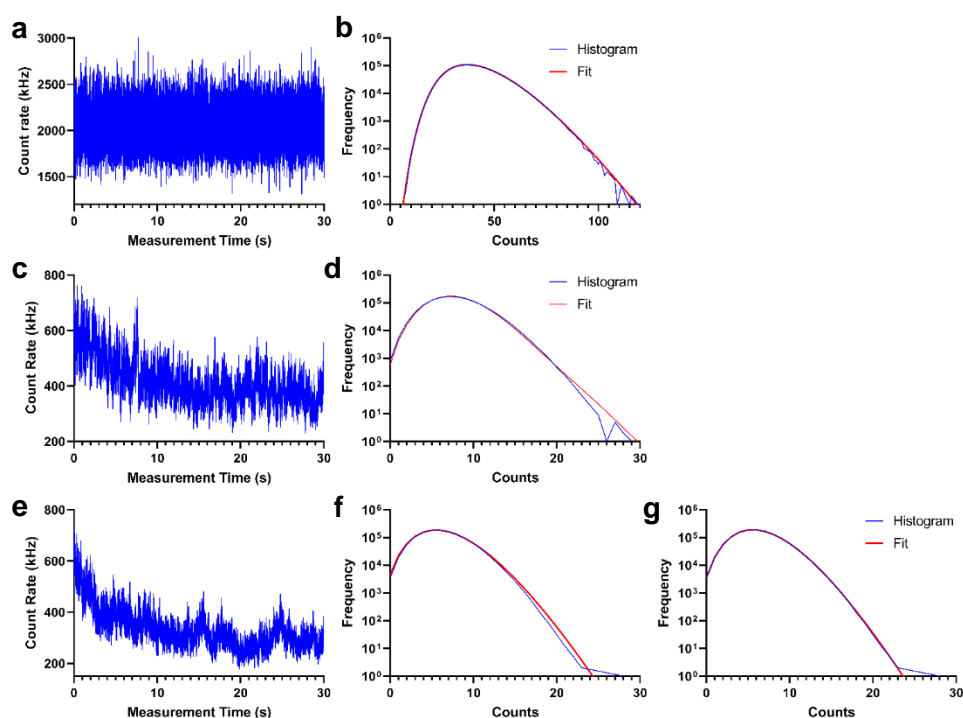 a
3000
2500
2000
1500
Count rate (kHz)
0 10 20 30
Measurement Time (s)
b
10⁶
10⁵
10⁴
10³
10²
10¹
10⁰
Frequency
0 50 100
Counts
Histogram
Fit
c
800
600
400
200
Count Rate (kHz)
0 10 20 30
Measurement Time (s)
d
10⁶
10⁵
10⁴
10³
10²
10¹
10⁰
Frequency
0 10 20 30
Counts
Histogram
Fit
e
800
600
400
200
Count Rate (kHz)
0 10 20 30
Measurement Time (s)
f
10⁶
10⁵
10⁴
10³
10²
10¹
10⁰
Frequency
0 10 20 30
Counts
g
10⁶
10⁵
10⁴
10³
10²
10¹
10⁰
Frequency
0 10 20 30
Counts
Histogram
Fit